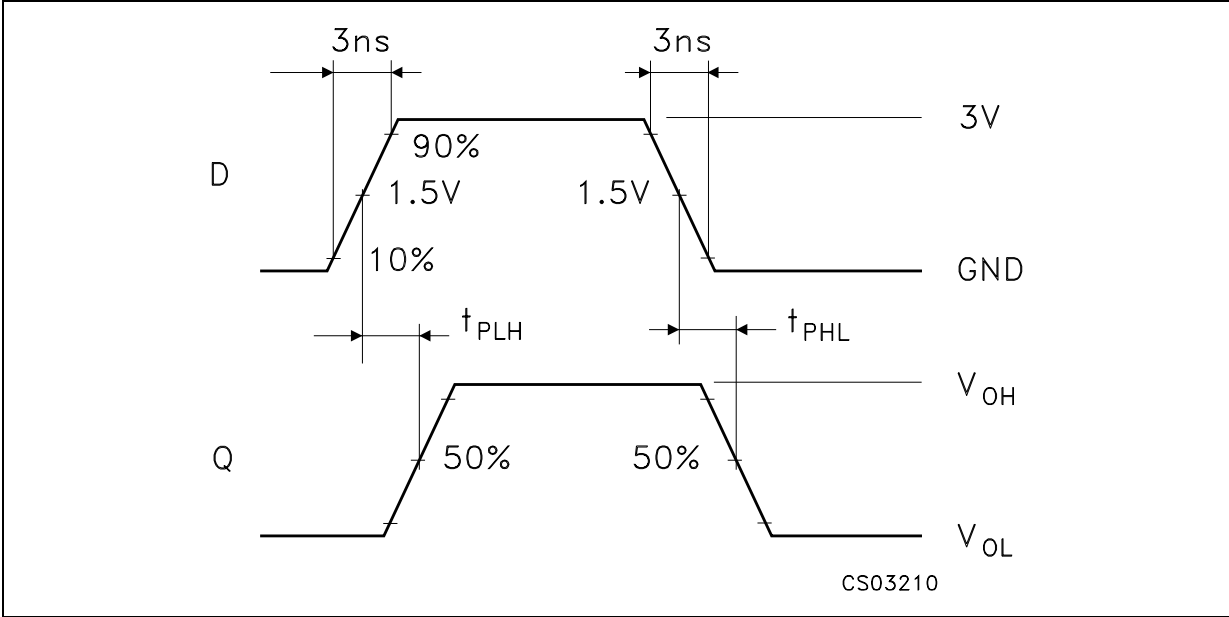 3ns 3ns
3V
90%
D
1.5V 1.5V
10%
GND
tPLH tPHL
VOH
Q
50% 50%
VOL
CS03210